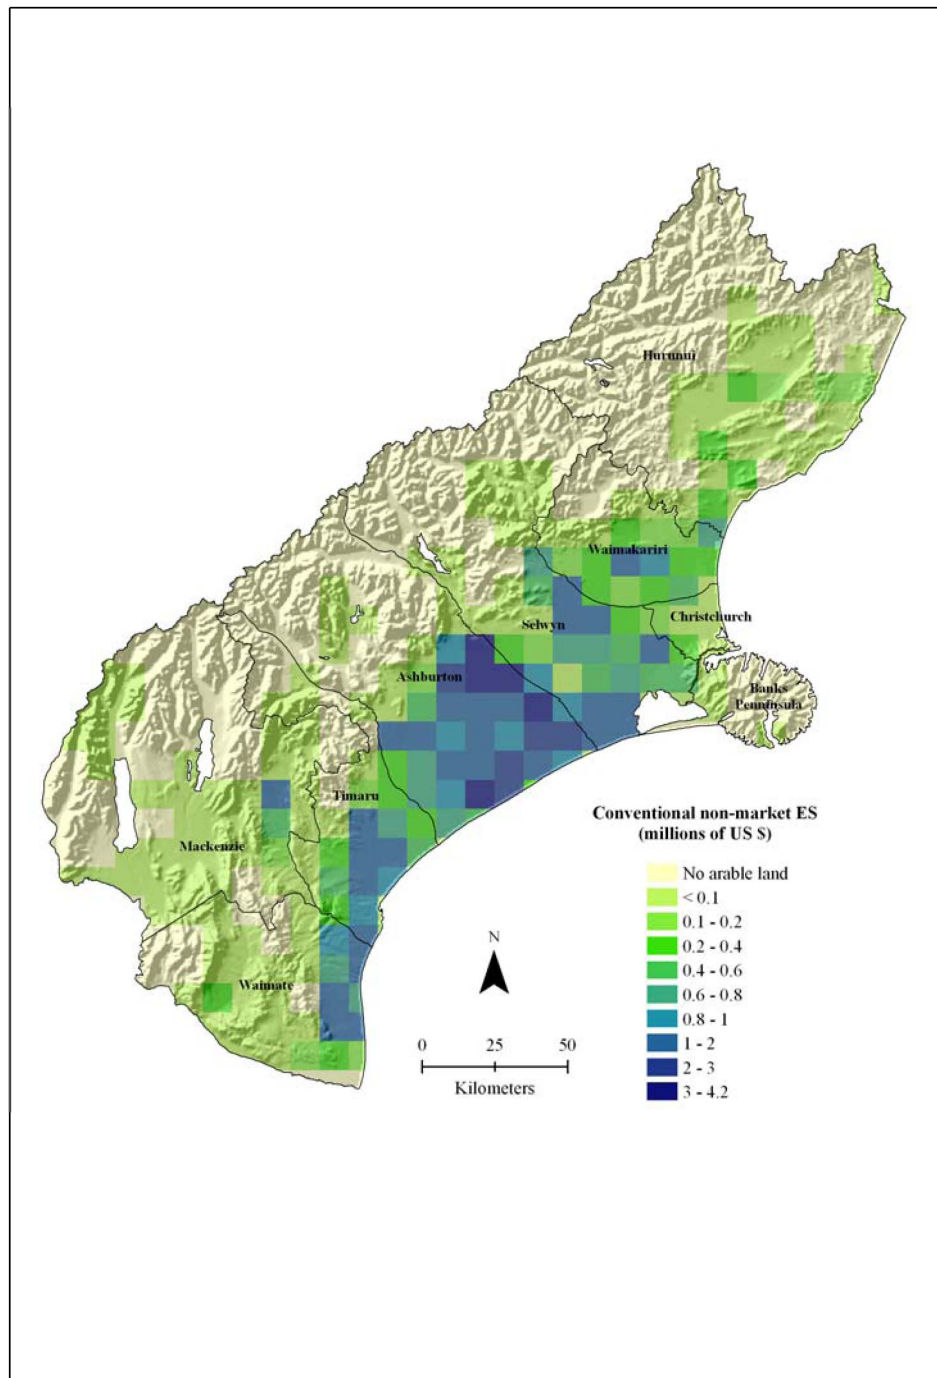 Hurunui
Waimakariri
Christchurch
Selwyn
Ashburton
Banks
Penninsula
Timaru
Mackenzie
Waimate
Conventional non-market ES
(millions of US $)
No arable land
< 0.1
0.1 - 0.2
0.2 - 0.4
0.4 - 0.6
0.6 - 0.8
0.8 - 1
1 - 2
2 - 3
3 - 4.2
N
0 25 50
Kilometers